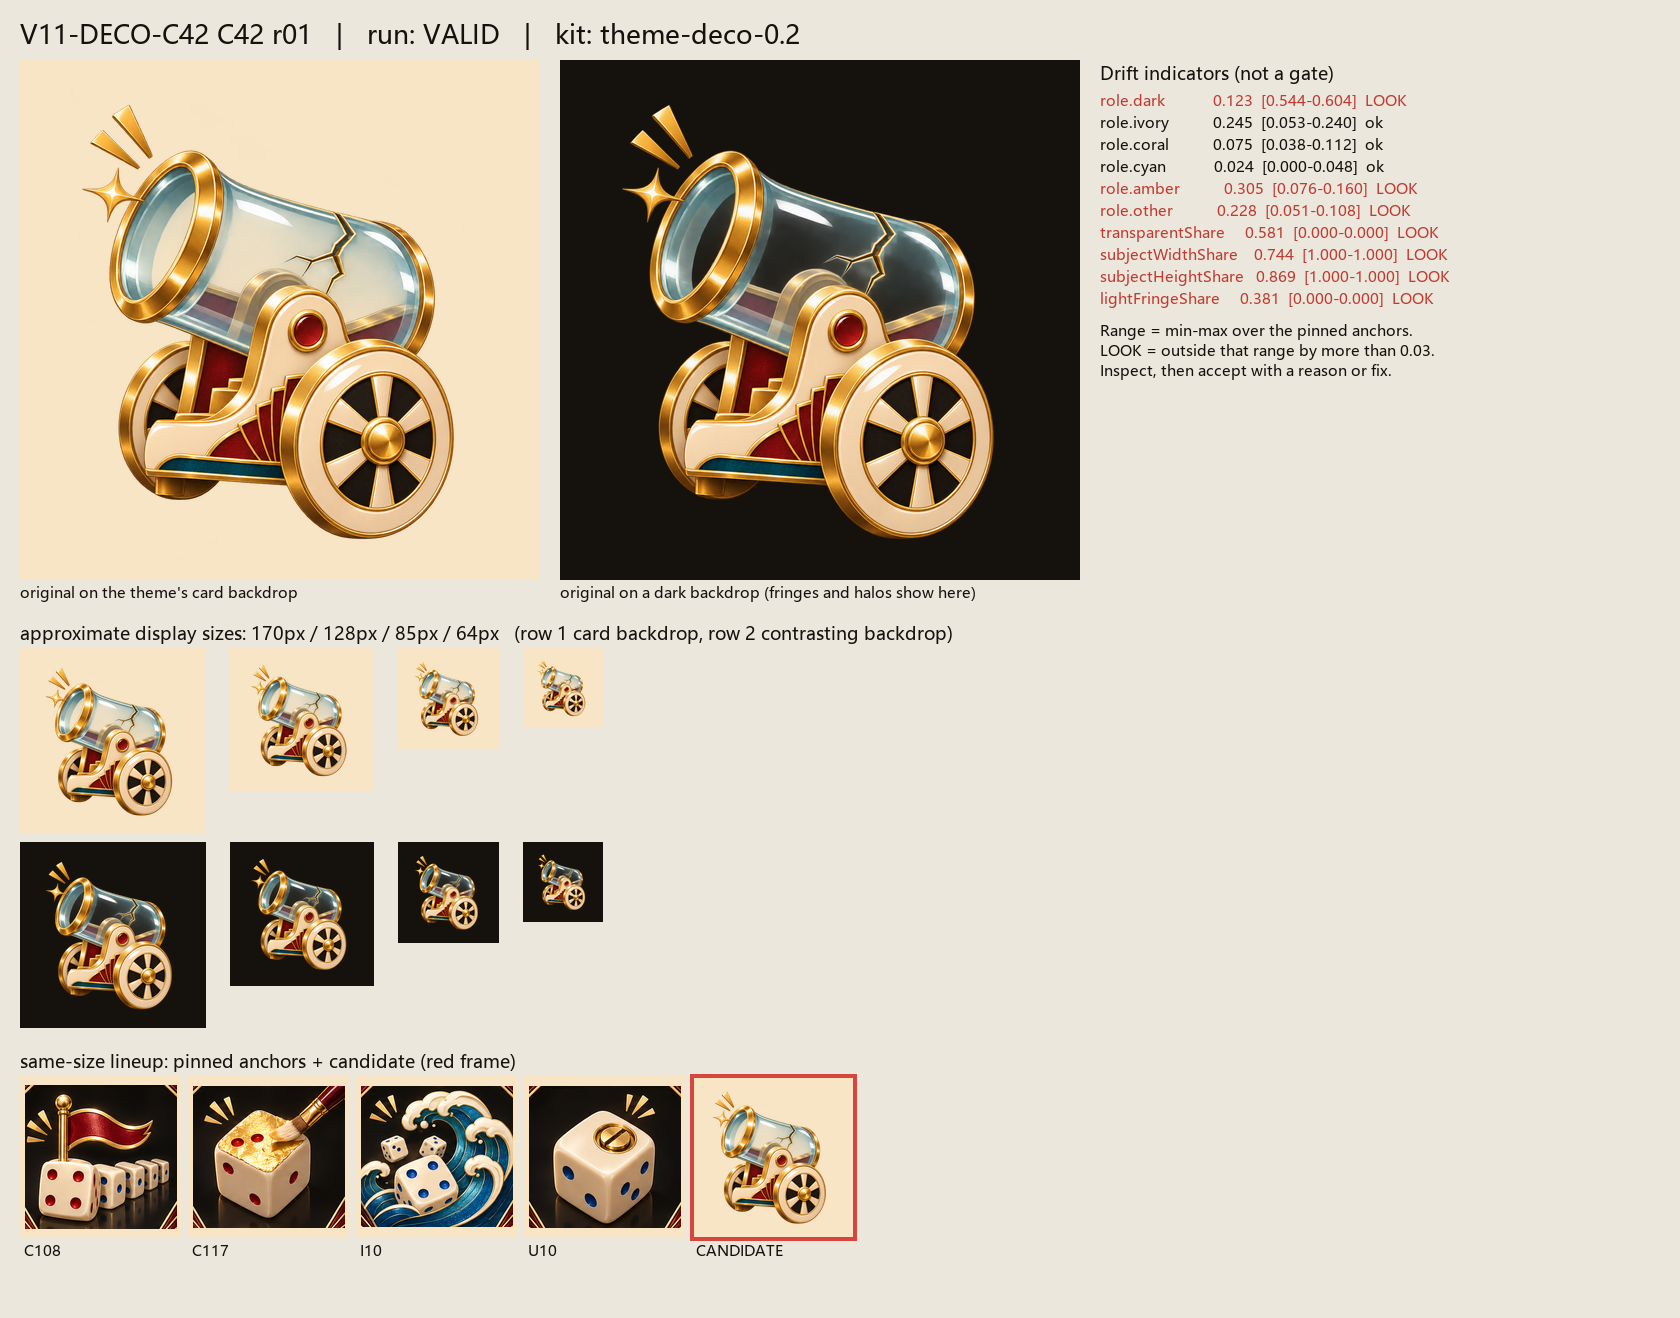 V11-DECO-C42 C42 r01 | run: VALID | kit: theme-deco-0.2
Drift indicators (not a gate)
role.dark 0.123 [0.544-0.604] LOOK
role.ivory 0.245 [0.053-0.240] ok
role.coral 0.075 [0.038-0.112] ok
role.cyan 0.024 [0.000-0.048] ok
role.amber 0.305 [0.076-0.160] LOOK
role.other 0.228 [0.051-0.108] LOOK
transparentShare 0.581 [0.000-0.000] LOOK
subjectWidthShare 0.744 [1.000-1.000] LOOK
subjectHeightShare 0.869 [1.000-1.000] LOOK
lightFringeShare 0.381 [0.000-0.000] LOOK
Range = min-max over the pinned anchors.
LOOK = outside that range by more than 0.03.
Inspect, then accept with a reason or fix.
original on the theme's card backdrop
original on a dark backdrop (fringes and halos show here)
approximate display sizes: 170px / 128px / 85px / 64px (row 1 card backdrop, row 2 contrasting backdrop)
same-size lineup: pinned anchors + candidate (red frame)
C108
C117
I10
U10
CANDIDATE